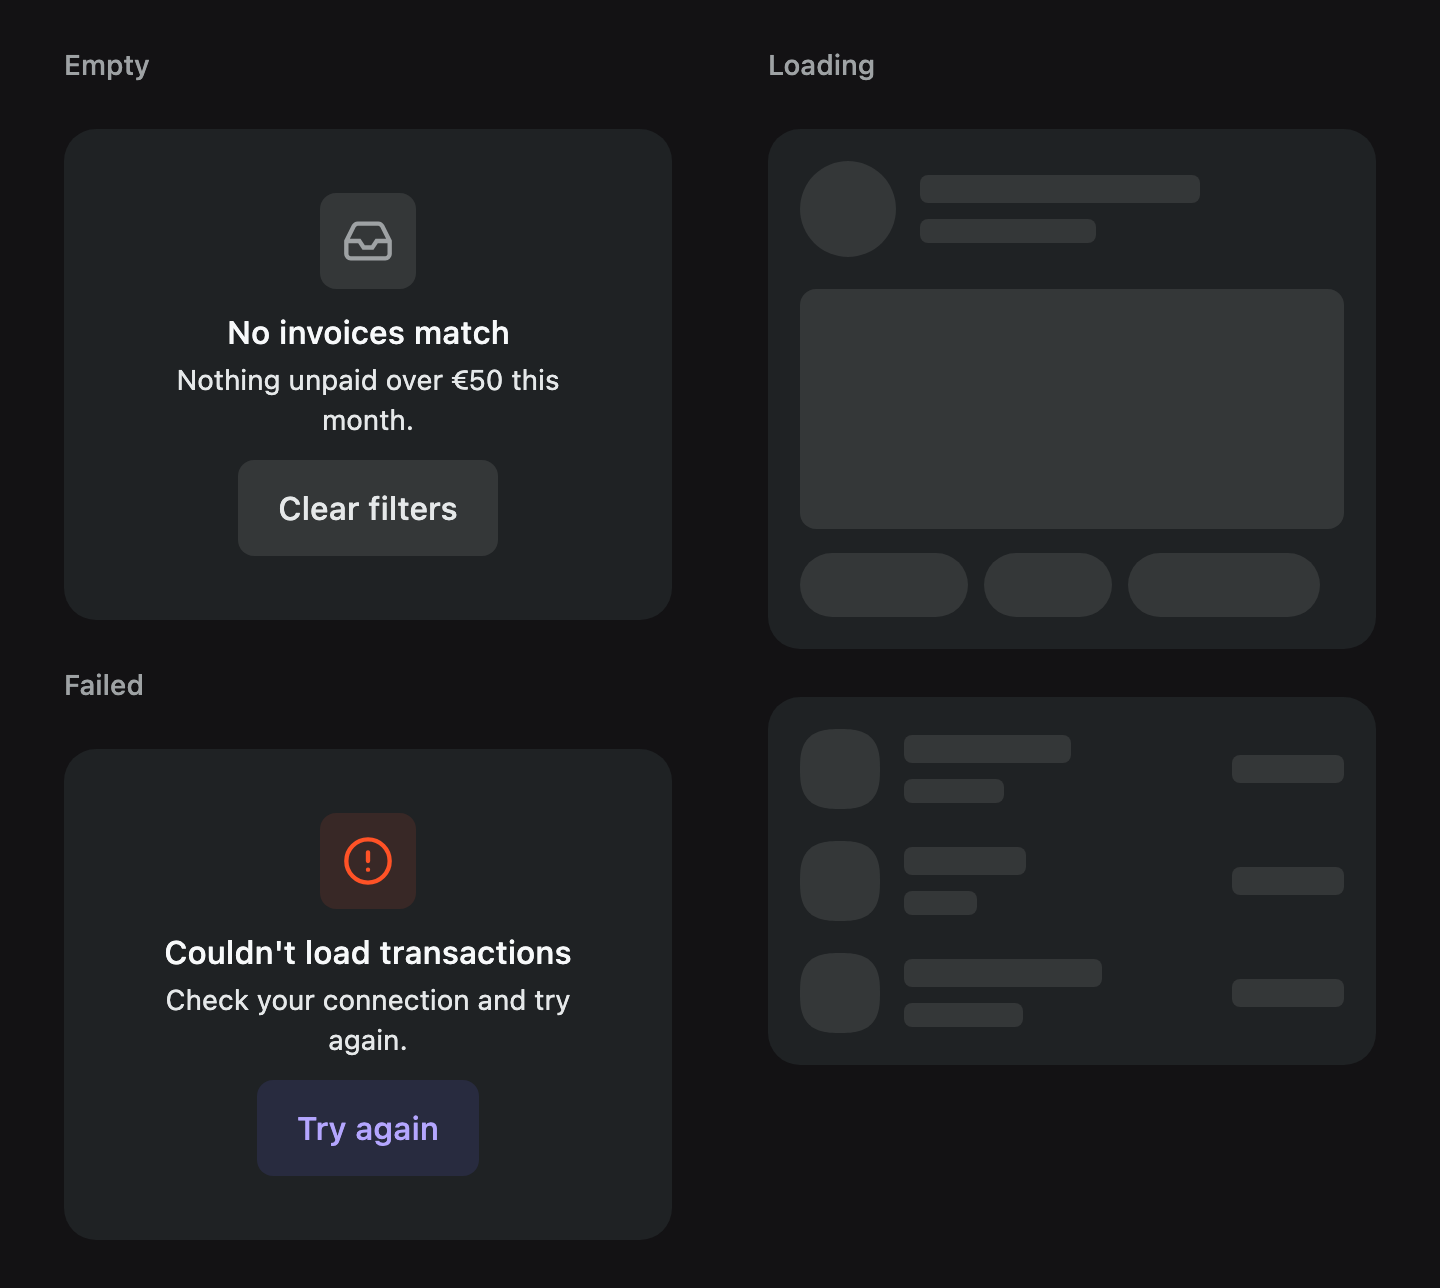 Empty
No invoices match
Nothing unpaid over €50 this
month.
Clear filters
Failed
Couldn't load transactions
Check your connection and try
again.
Try again
Loading